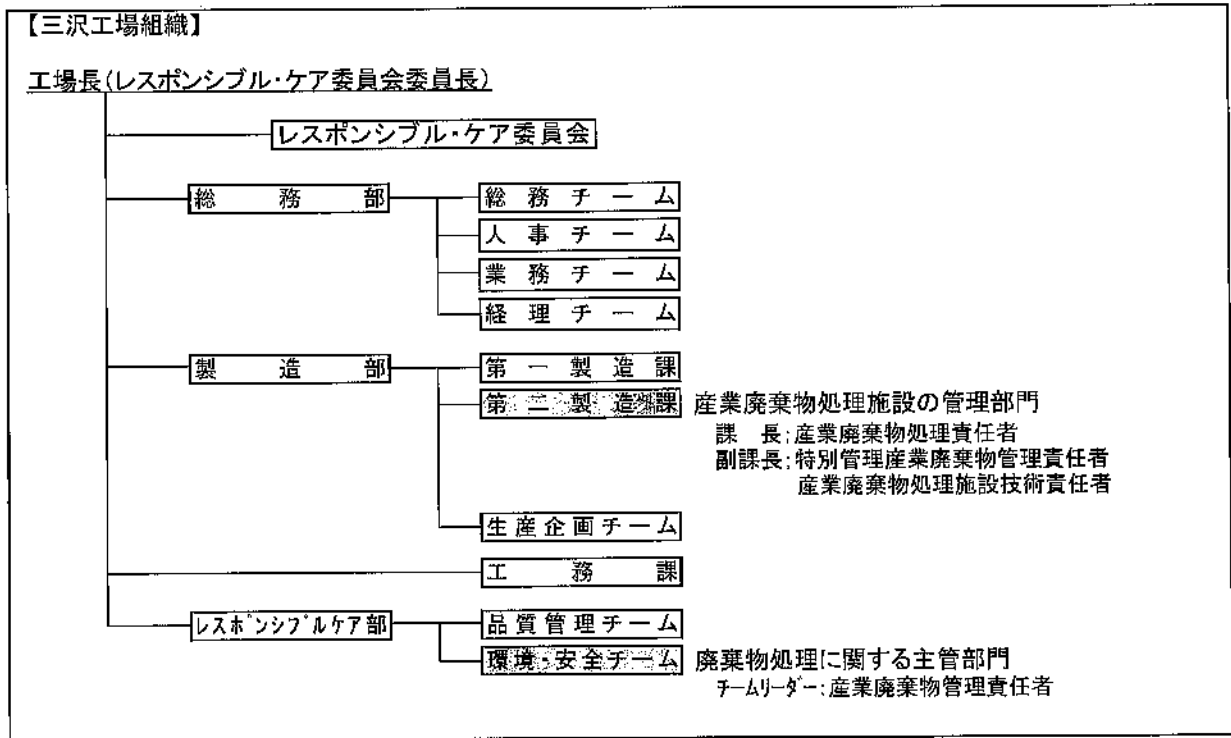 【三沢工場組織】
工場長(レスポンシブル・ケア委員会委員長)
レスポンシブル・ケア委員会
総務部
総務チーム
人事チーム
業務チーム
経理チーム
製造部
第一製造課
第二製造課 産業廃棄物処理施設の管理部門
課 長;産業廃棄物処理責任者
副課長;特別管理産業廃棄物管理責任者
産業廃棄物処理施設技術責任者
生産企画チーム
工務課
レスポンシブルケア部
品質管理チーム
環境・安全チーム 廃棄物処理に関する主管部門
チームリーダー:産業廃棄物管理責任者